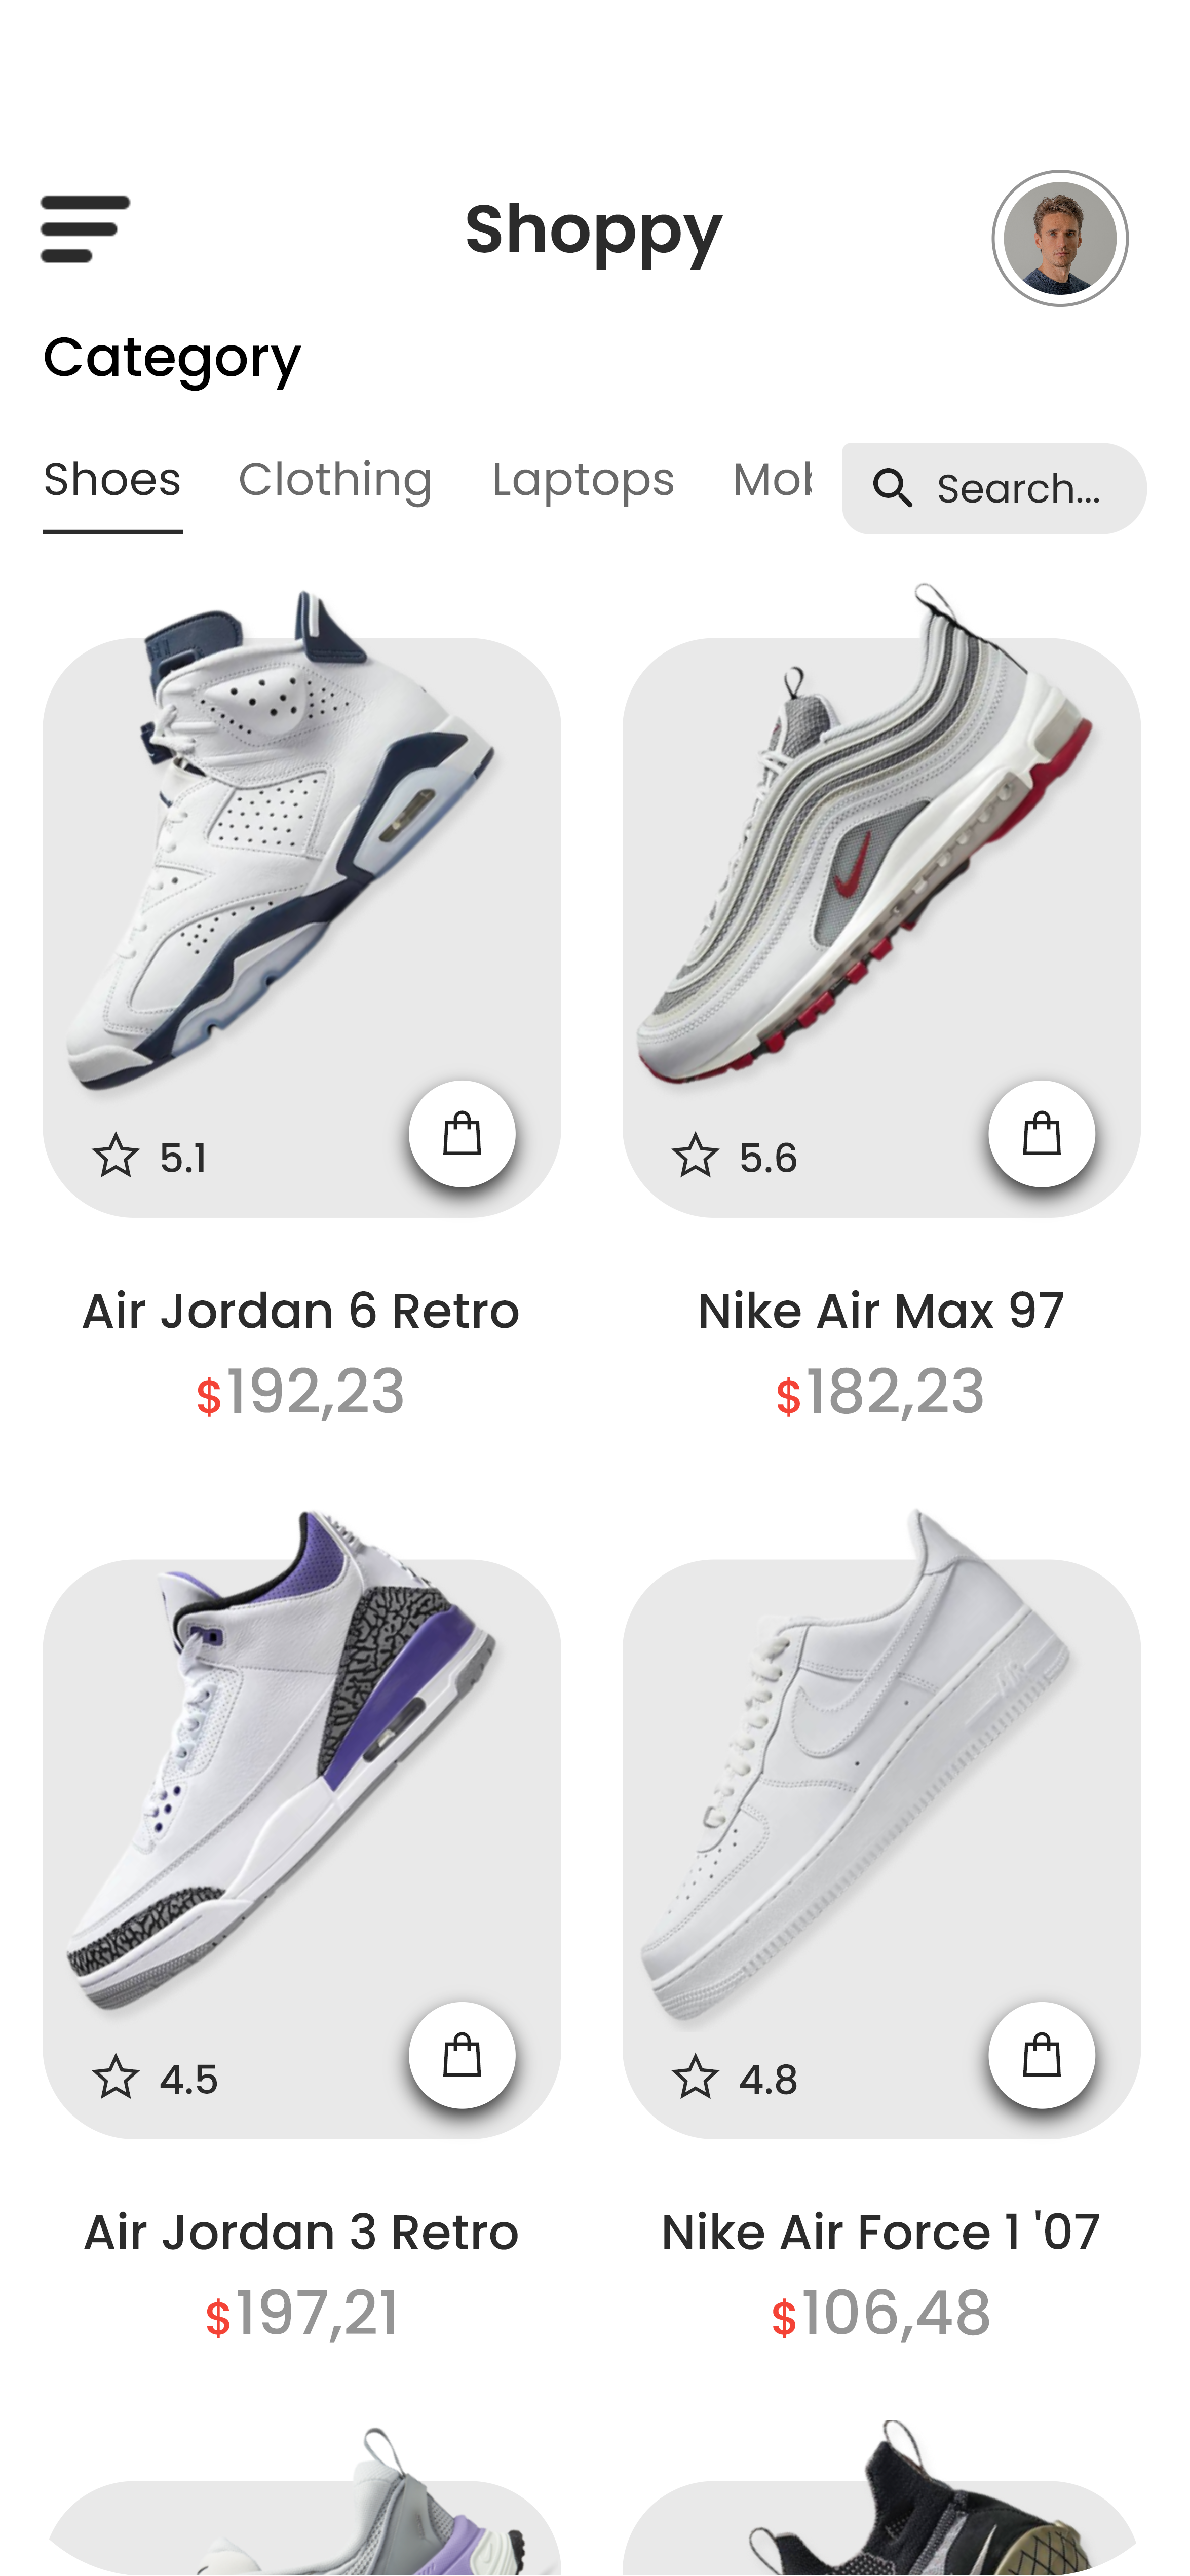 Shoppy
Category
Shoes Clothing Laptops Search...
5.1 5.6
Air Jordan 6 Retro Nike Air Max 97
$192,23 $182,23
4.5 4.8
Air Jordan 3 Retro Nike Air Force 1 '07
$197,21 $106,48